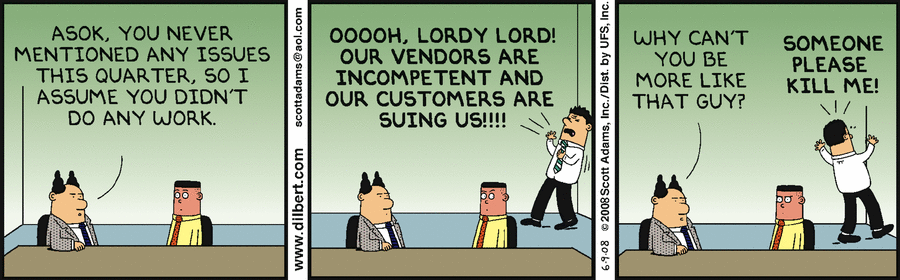 ASOK, YOU NEVER
MENTIONED ANY ISSUES
THIS QUARTER, SO I
ASSUME YOU DIDN'T
DO ANY WORK.
www.dilbert.com
scottadams@aol.com
OOOOH, LORDY LORD!
OUR VENDORS ARE
INCOMPETENT AND
OUR CUSTOMERS ARE
SUING US!!!!
6-9-08 © 2008 Scott Adams, Inc./Dist. by UFS, Inc.
WHY CAN'T
YOU BE
MORE LIKE
THAT GUY?
SOMEONE
PLEASE
KILL ME!